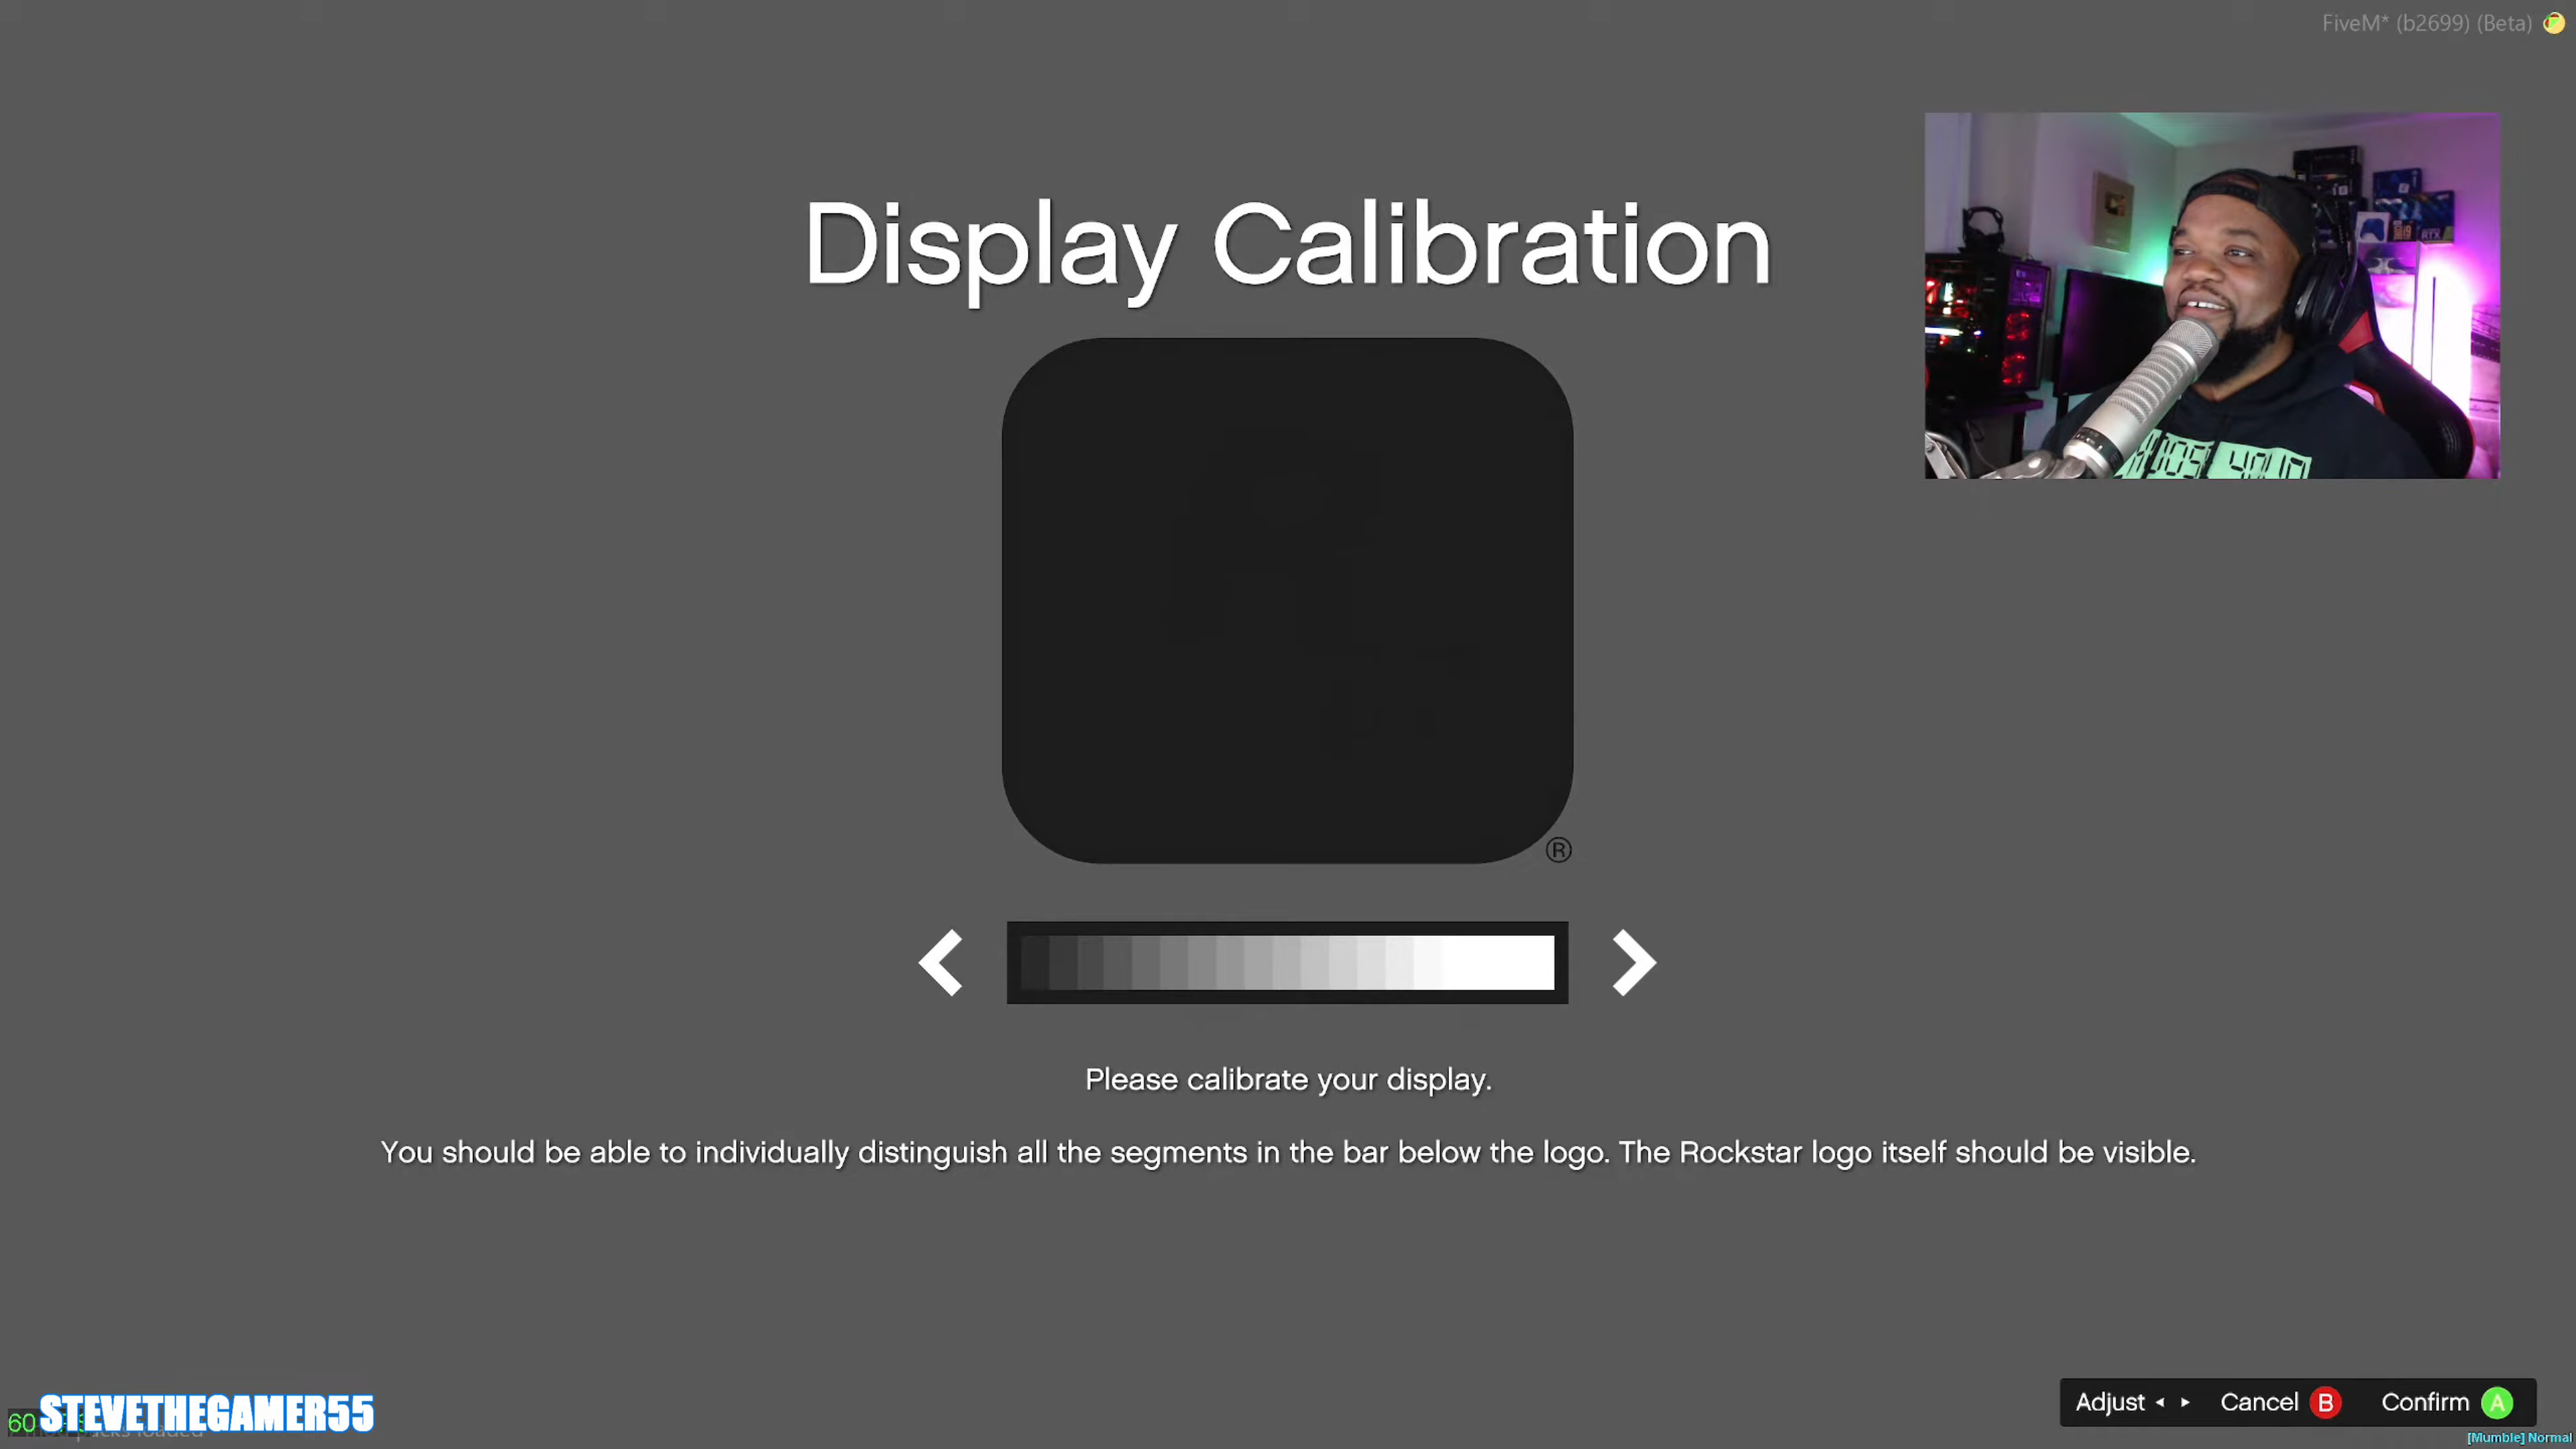 FiveM* (b2699) (Beta)
Display Calibration
®
Please calibrate your display.
You should be able to individually distinguish all the segments in the bar below the logo. The Rockstar logo itself should be visible.
60 STEVETHEGAMER55
Adjust Cancel B Confirm A
[Mumble] Normal